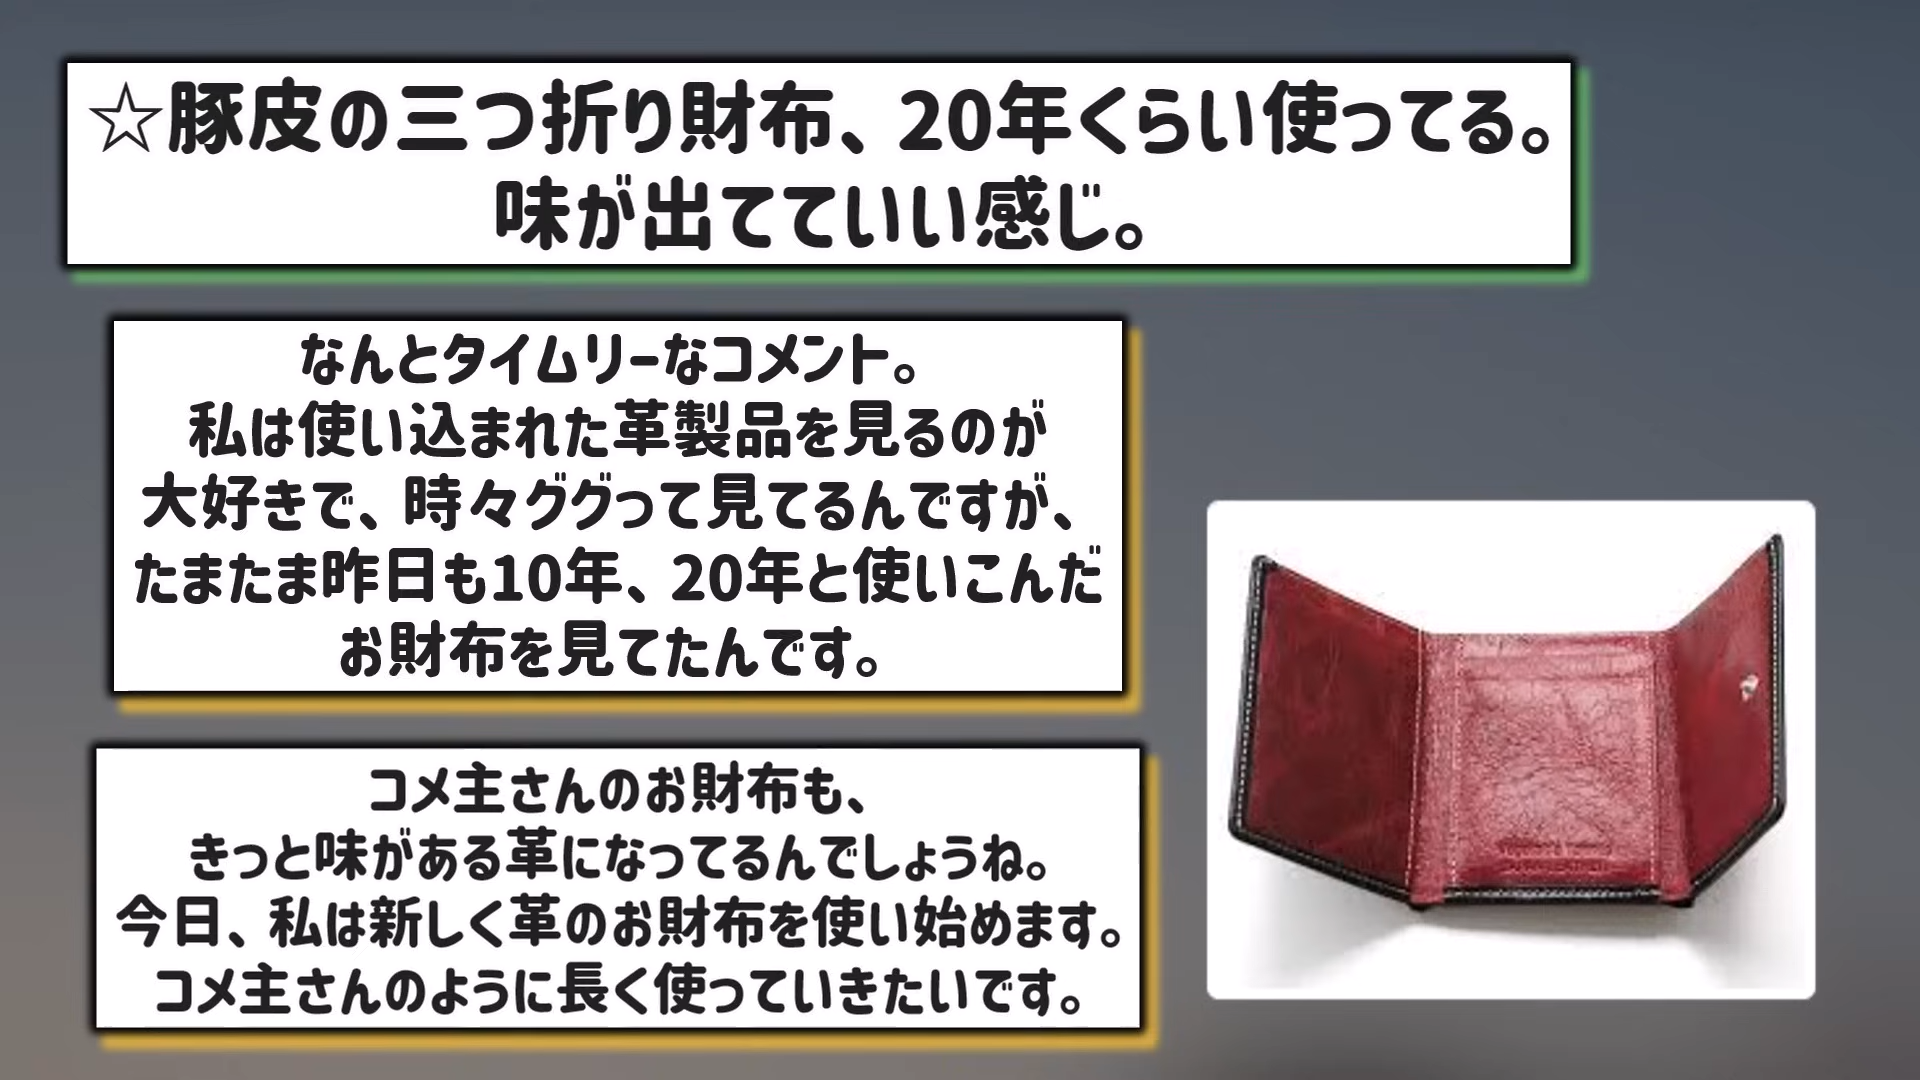 ☆豚皮の三つ折り財布、20年くらい使ってる。
味が出てていい感じ。
なんとタイムリーなコメント。
私は使い込まれた革製品を見るのが
大好きで、時々ググって見てるんですが、
たまたま昨日も10年、20年と使いこんだ
お財布を見てたんです。
コメ主さんのお財布も、
きっと味がある革になってるんでしょうね。
今日、私は新しく革のお財布を使い始めます。
コメ主さんのように長く使っていきたいです。